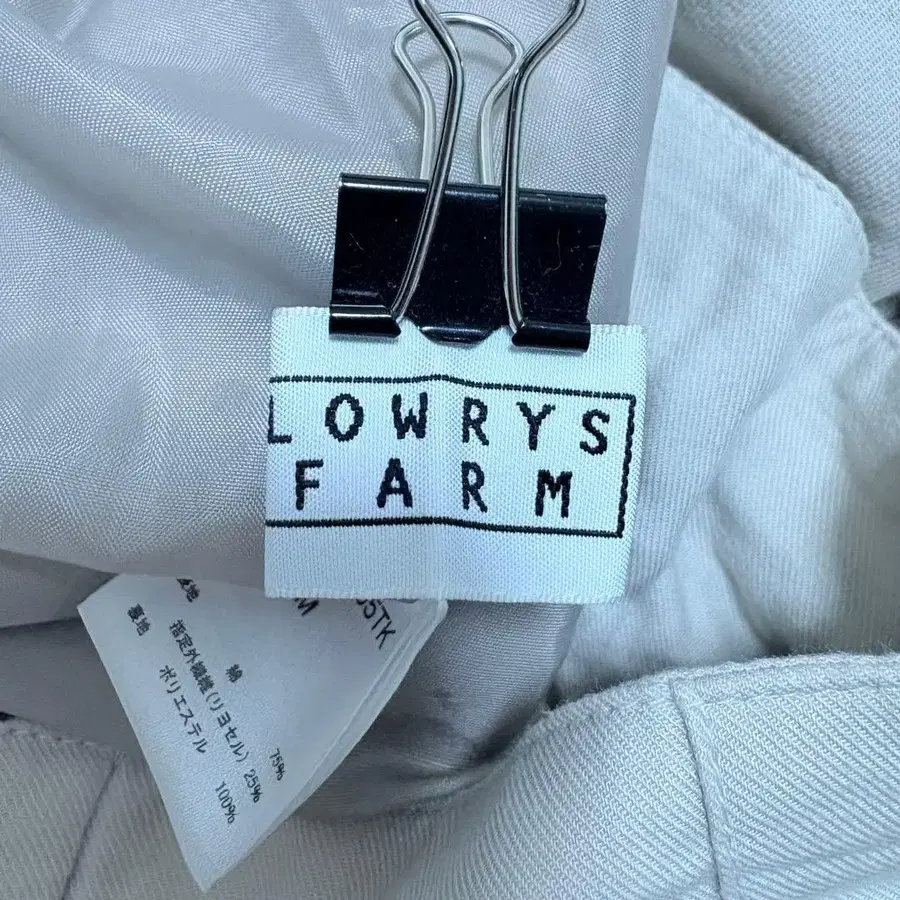 LOWRYS
FARM
5TK
M
綿 75%
指定外繊維(リヨセル) 25%
裏地 ポリエステル 100%